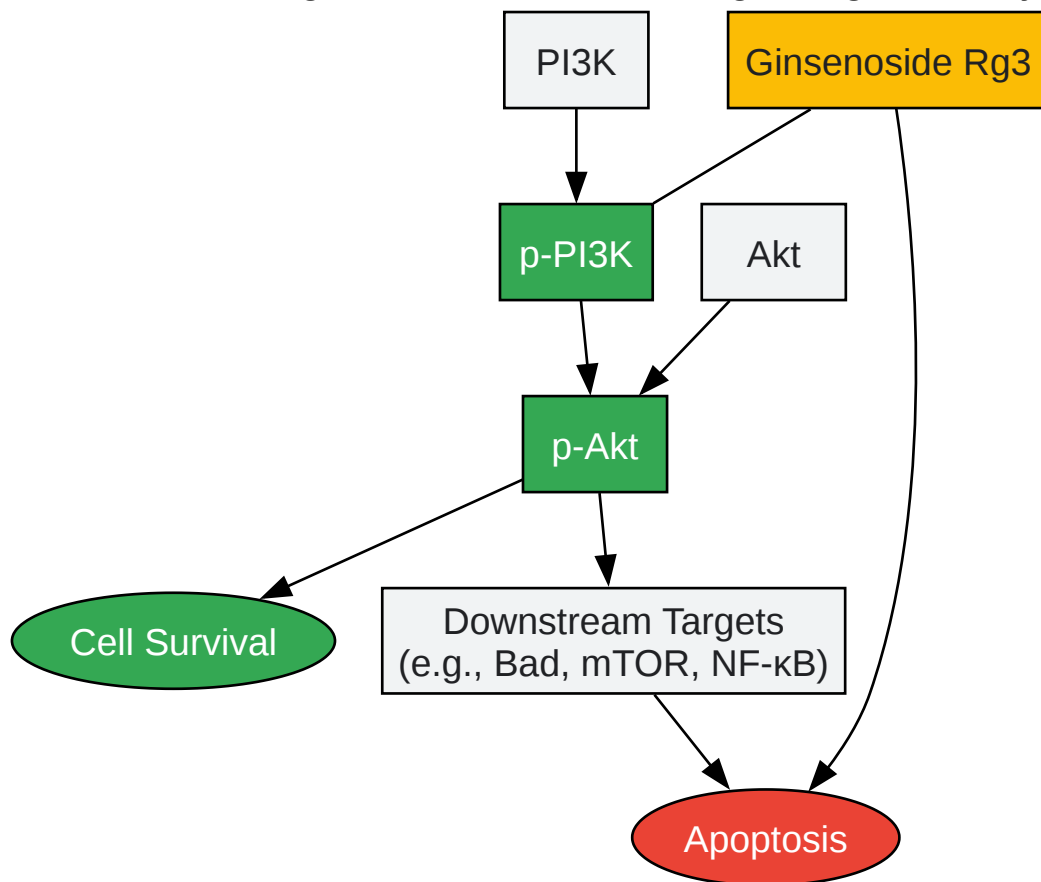 PI3K
Ginsenoside Rg3
p-PI3K
Akt
p-Akt
Cell Survival
Downstream Targets
(e.g., Bad, mTOR, NF-κB)
Apoptosis